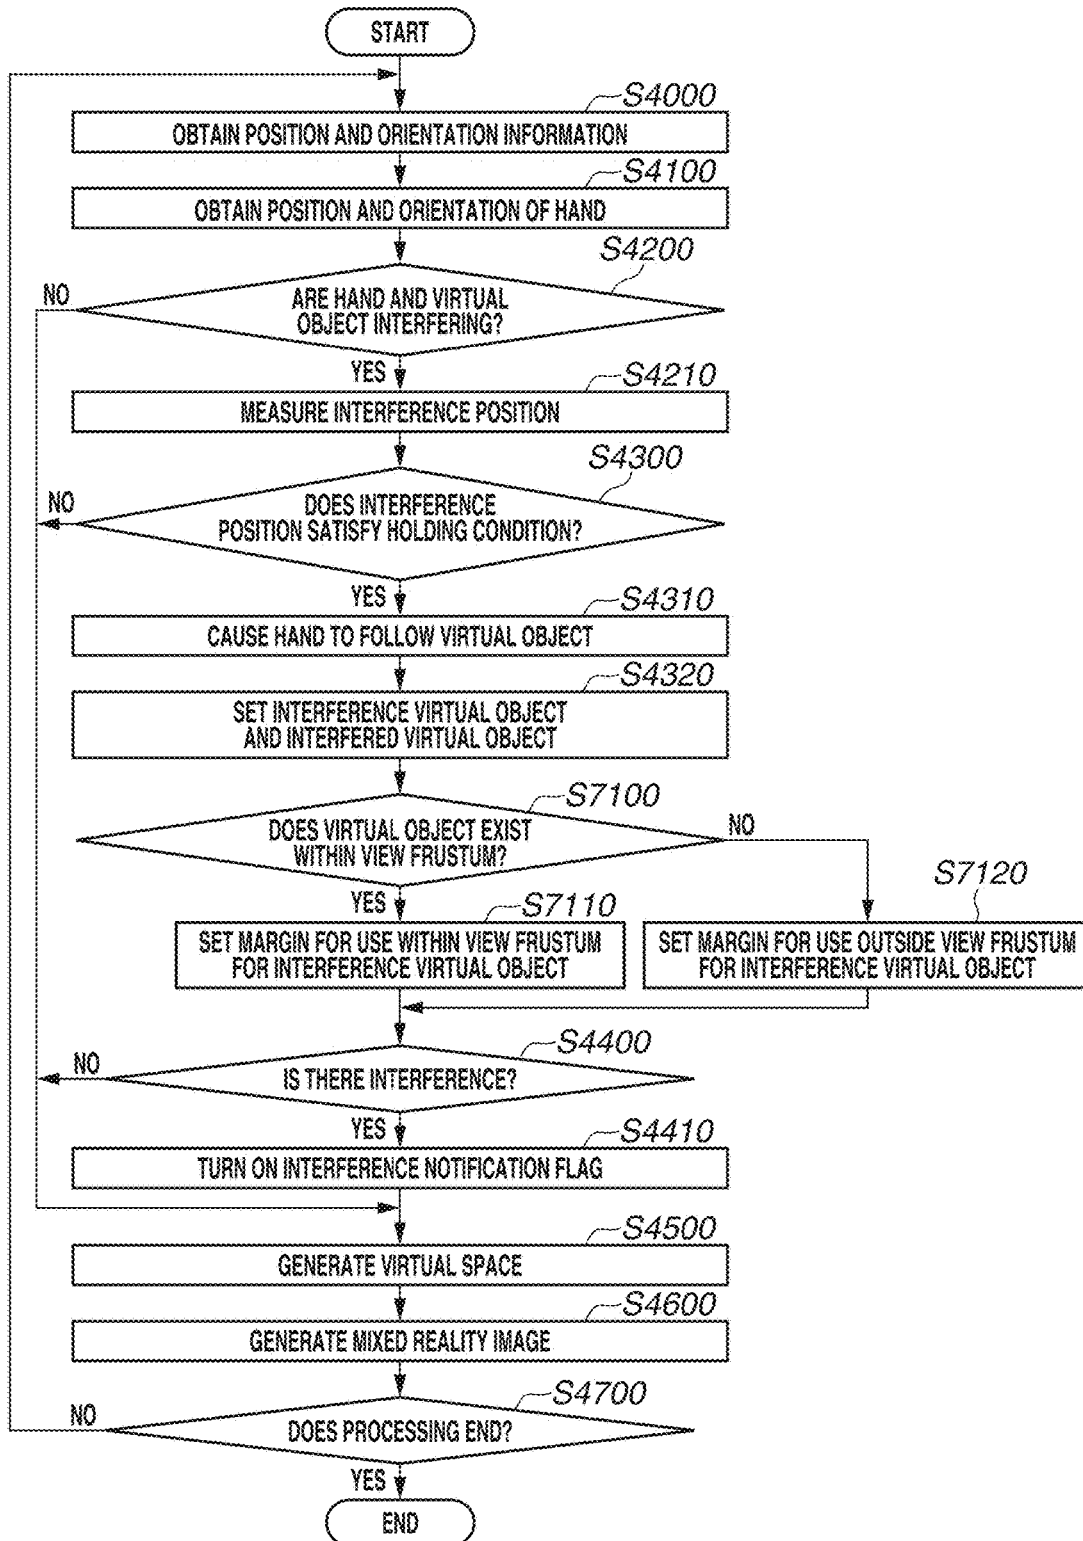 START
S4000
OBTAIN POSITION AND ORIENTATION INFORMATION
S4100
OBTAIN POSITION AND ORIENTATION OF HAND
S4200
NO
ARE HAND AND VIRTUAL
OBJECT INTERFERING?
YES
S4210
MEASURE INTERFERENCE POSITION
S4300
NO
DOES INTERFERENCE
POSITION SATISFY HOLDING CONDITION?
YES
S4310
CAUSE HAND TO FOLLOW VIRTUAL OBJECT
S4320
SET INTERFERENCE VIRTUAL OBJECT
AND INTERFERED VIRTUAL OBJECT
S7100
DOES VIRTUAL OBJECT EXIST
WITHIN VIEW FRUSTUM?
NO
YES
S7110
SET MARGIN FOR USE WITHIN VIEW FRUSTUM
FOR INTERFERENCE VIRTUAL OBJECT
S7120
SET MARGIN FOR USE OUTSIDE VIEW FRUSTUM
FOR INTERFERENCE VIRTUAL OBJECT
S4400
NO
IS THERE INTERFERENCE?
YES
S4410
TURN ON INTERFERENCE NOTIFICATION FLAG
S4500
GENERATE VIRTUAL SPACE
S4600
GENERATE MIXED REALITY IMAGE
S4700
NO
DOES PROCESSING END?
YES
END